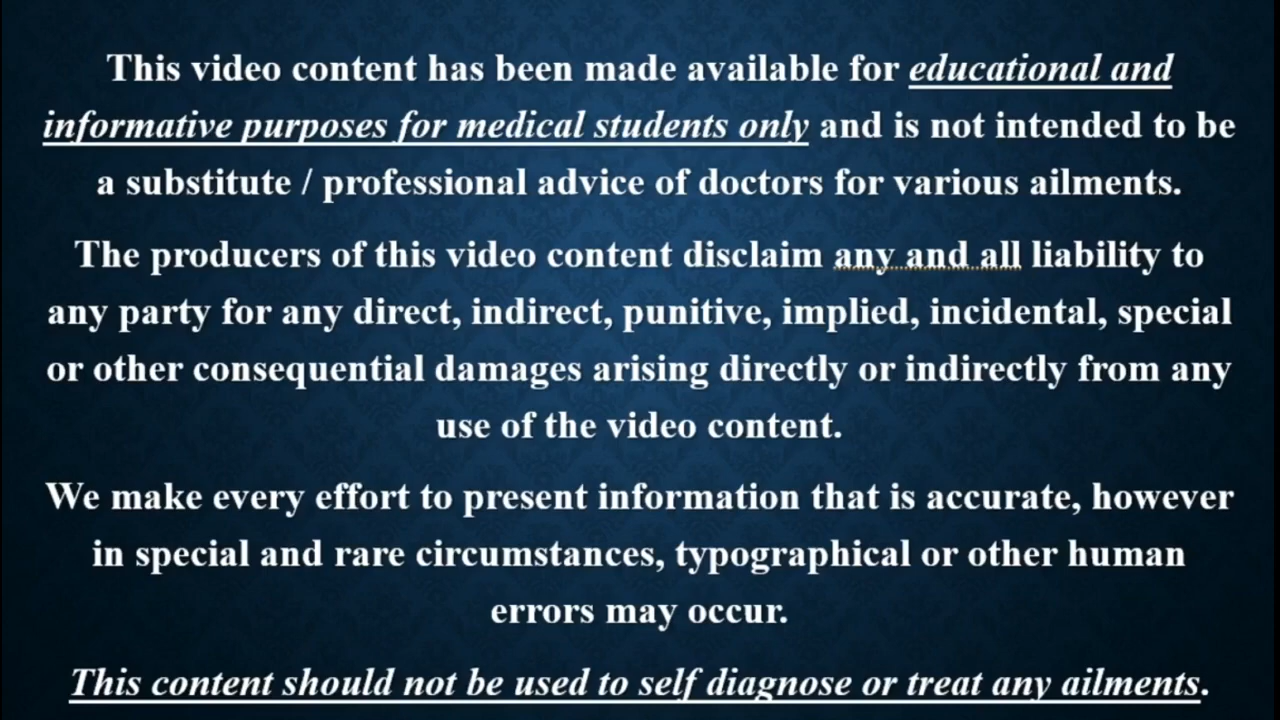 This video content has been made available for educational and
informative purposes for medical students only and is not intended to be
a substitute / professional advice of doctors for various ailments.
The producers of this video content disclaim any and all liability to
any party for any direct, indirect, punitive, implied, incidental, special
or other consequential damages arising directly or indirectly from any
use of the video content.
We make every effort to present information that is accurate, however
in special and rare circumstances, typographical or other human
errors may occur.
This content should not be used to self diagnose or treat any ailments.